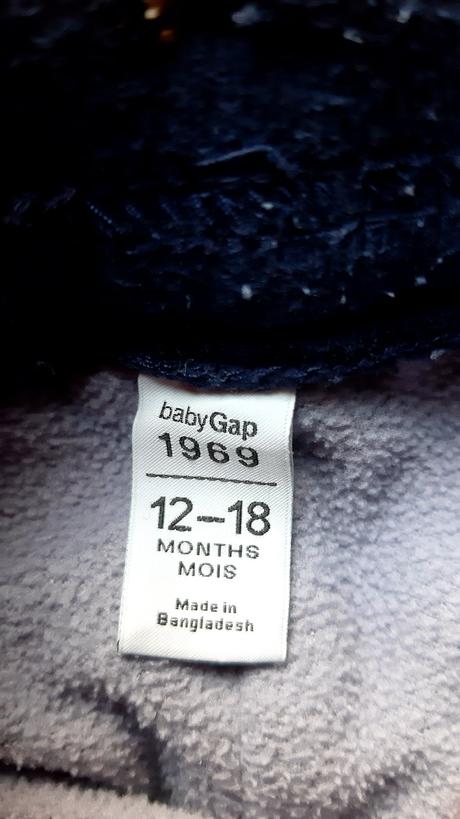 babyGap
1969
12–18
MONTHS
MOIS
Made in
Bangladesh